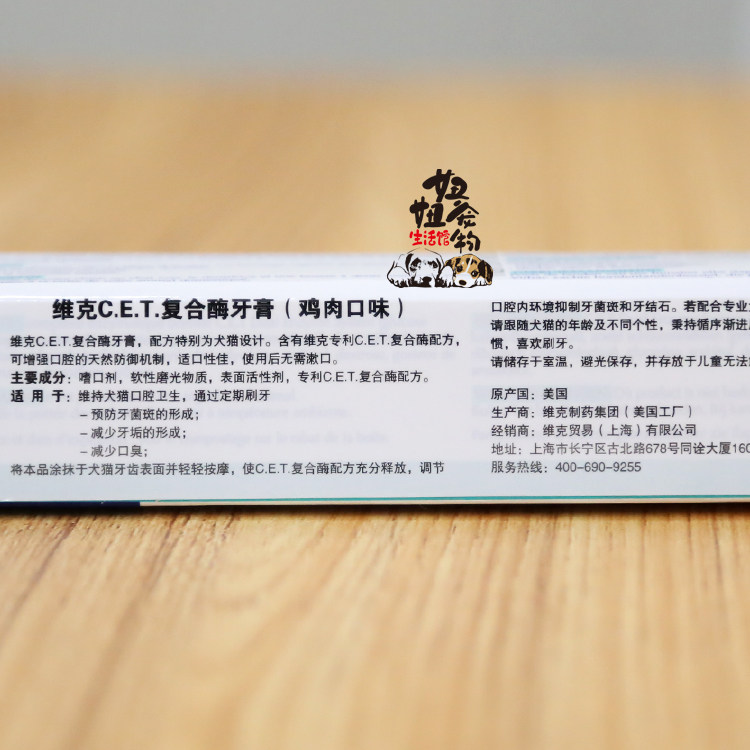 妞妞宠物
生活馆
维克C.E.T.复合酶牙膏（鸡肉口味）
维克C.E.T.复合酶牙膏，配方特别为犬猫设计。含有维克专利C.E.T.复合酶配方，
可增强口腔的天然防御机制，适口性佳，使用后无需漱口。
主要成分：嗜口剂，软性磨光物质，表面活性剂，专利C.E.T.复合酶配方。
适 用 于：维持犬猫口腔卫生，通过定期刷牙
– 预防牙菌斑的形成；
– 减少牙垢的形成；
– 减少口臭；
将本品涂抹于犬猫牙齿表面并轻轻按摩，使C.E.T.复合酶配方充分释放，调节
口腔内环境抑制牙菌斑和牙结石。若配合专业
请跟随犬猫的年龄及不同个性，秉持循序渐进
惯，喜欢刷牙。
请储存于室温，避光保存，并存放于儿童无法
原产国：美国
生产商：维克制药集团（美国工厂）
经销商：维克贸易（上海）有限公司
地址：上海市长宁区古北路678号同诠大厦160
服务热线：400-690-9255